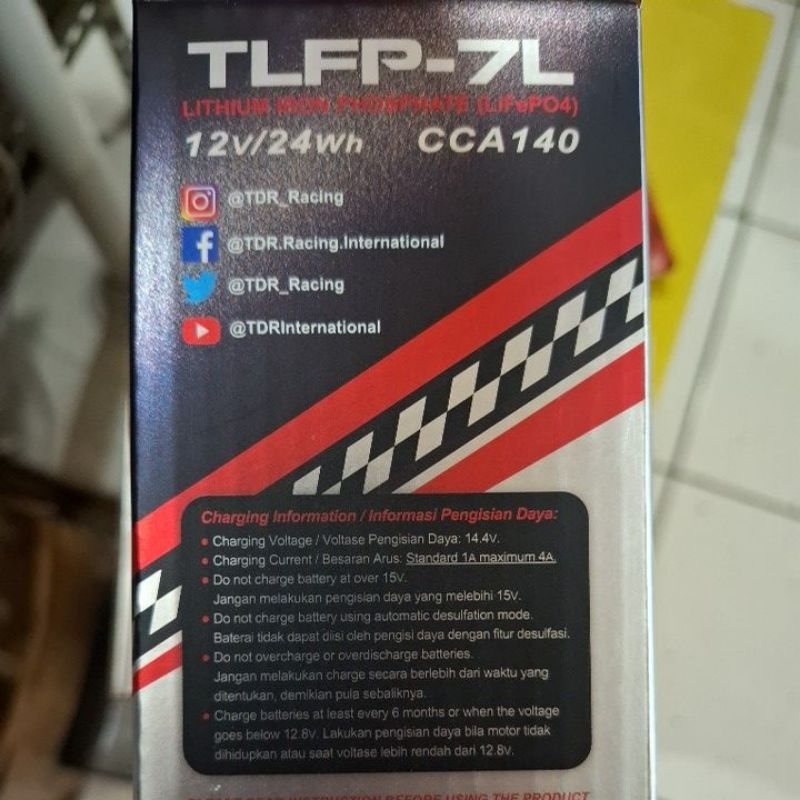 TLFP-7L
LITHIUM IRON PHOSPHATE (LiFePO4)
12V/24Wh CCA140
@TDR_Racing
@TDR.Racing.International
@TDR_Racing
@TDRInternational
Charging Information / Informasi Pengisian Daya:
• Charging Voltage / Voltase Pengisian Daya: 14.4V.
• Charging Current / Besaran Arus: Standard 1A maximum 4A.
• Do not charge battery at over 15V.
Jangan melakukan pengisian daya yang melebihi 15V.
• Do not charge battery using automatic desulfation mode.
Baterai tidak dapat diisi oleh pengisi daya dengan fitur desulfasi.
• Do not overcharge or overdischarge batteries.
Jangan melakukan charge secara berlebih dari waktu yang
ditentukan, demikian pula sebaliknya.
• Charge batteries at least every 6 months or when the voltage
goes below 12.8V. Lakukan pengisian daya bila motor tidak
dihidupkan atau saat voltase lebih rendah dari 12.8V.
INSTRUCTION BEFORE USING THE PRODUCT